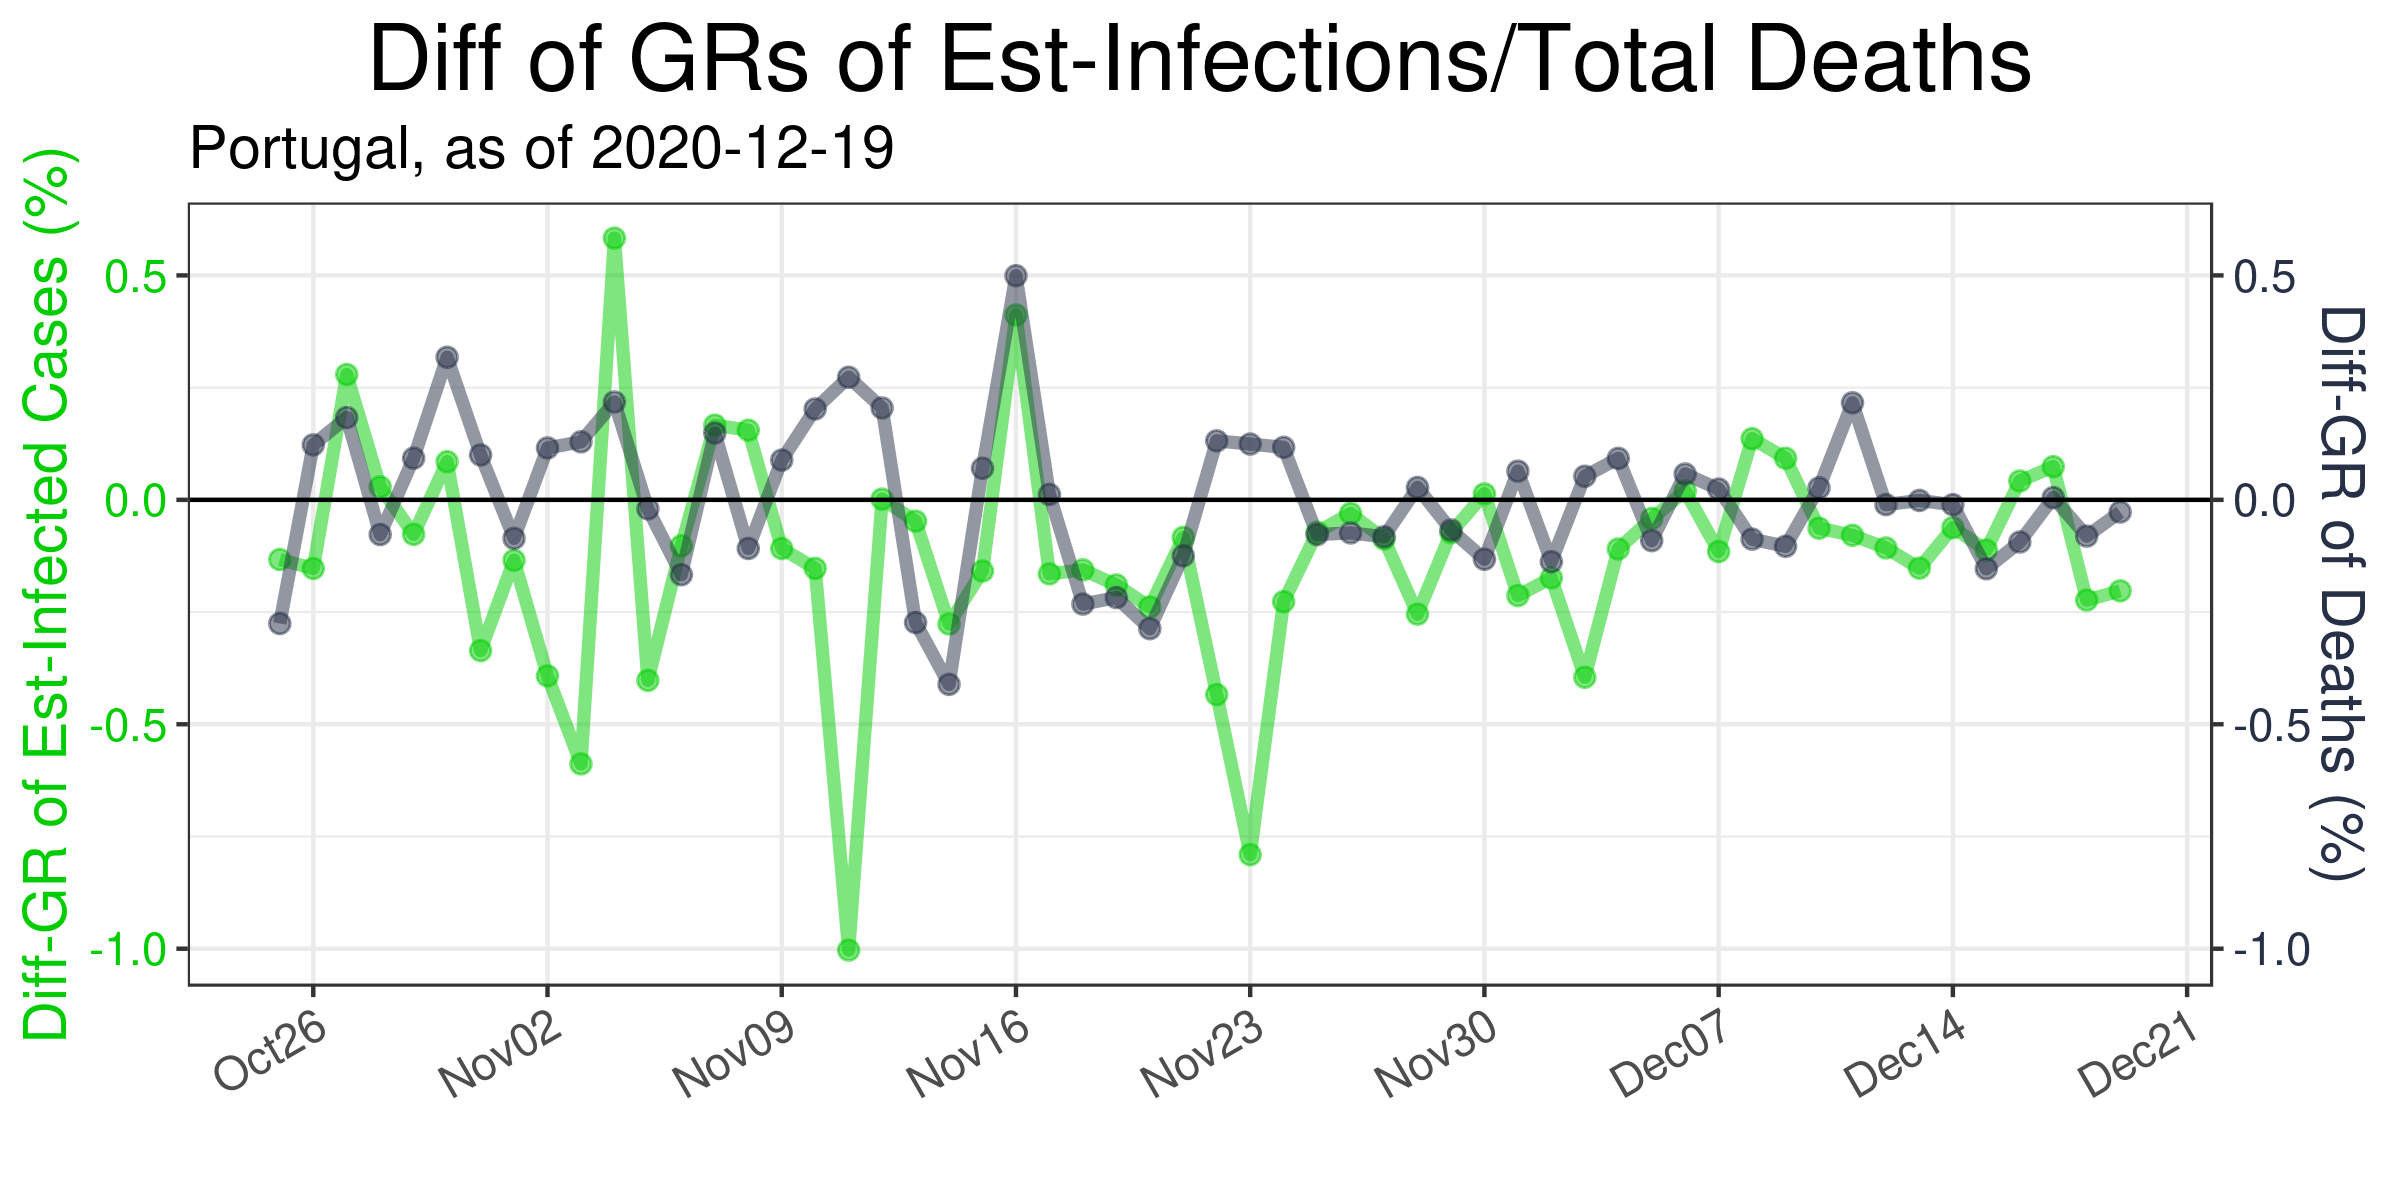 Diff of GRs of Est-Infections/Total Deaths
Portugal, as of 2020-12-19
Diff-GR of Est-Infected Cases (%)
0.5
0.0
-0.5
-1.0
0.5
0.0
-0.5
-1.0
Diff-GR of Deaths (%)
Oct26
Nov02
Nov09
Nov16
Nov23
Nov30
Dec07
Dec14
Dec21